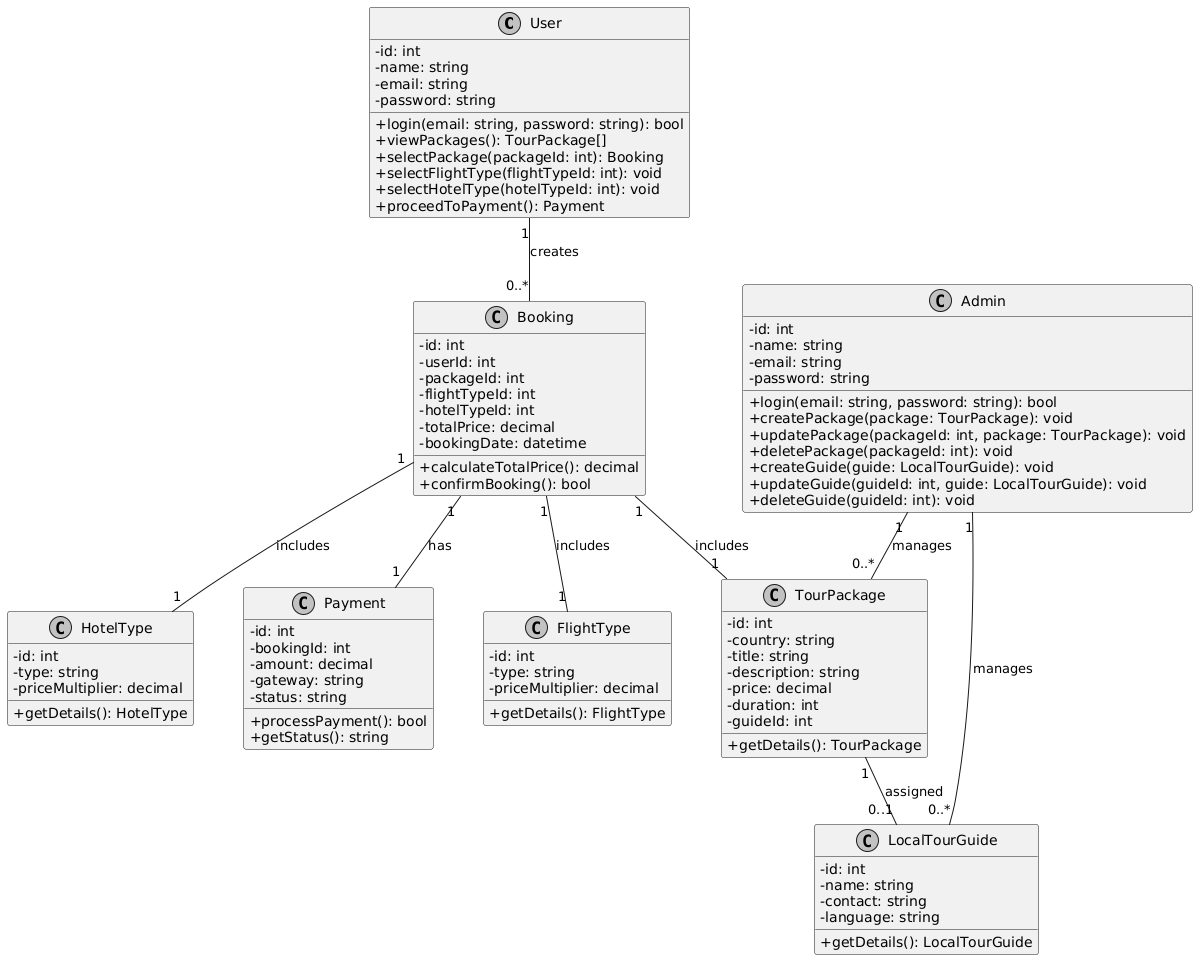 C User
-id: int
-name: string
-email: string
-password: string
+login(email: string, password: string): bool
+viewPackages(): TourPackage[]
+selectPackage(packageId: int): Booking
+selectFlightType(flightTypeId: int): void
+selectHotelType(hotelTypeId: int): void
+proceedToPayment(): Payment
1
creates
0..*
C Booking
-id: int
-userId: int
-packageId: int
-flightTypeId: int
-hotelTypeId: int
-totalPrice: decimal
-bookingDate: datetime
+calculateTotalPrice(): decimal
+confirmBooking(): bool
C Admin
-id: int
-name: string
-email: string
-password: string
+login(email: string, password: string): bool
+createPackage(package: TourPackage): void
+updatePackage(packageId: int, package: TourPackage): void
+deletePackage(packageId: int): void
+createGuide(guide: LocalTourGuide): void
+updateGuide(guideId: int, guide: LocalTourGuide): void
+deleteGuide(guideId: int): void
1
includes
1
1
has
1
1
includes
1
1
includes
1
1
manages
0..*
1
manages
0..*
C HotelType
-id: int
-type: string
-priceMultiplier: decimal
+getDetails(): HotelType
C Payment
-id: int
-bookingId: int
-amount: decimal
-gateway: string
-status: string
+processPayment(): bool
+getStatus(): string
C FlightType
-id: int
-type: string
-priceMultiplier: decimal
+getDetails(): FlightType
C TourPackage
-id: int
-country: string
-title: string
-description: string
-price: decimal
-duration: int
-guideId: int
+getDetails(): TourPackage
1
assigned
0..1
C LocalTourGuide
-id: int
-name: string
-contact: string
-language: string
+getDetails(): LocalTourGuide